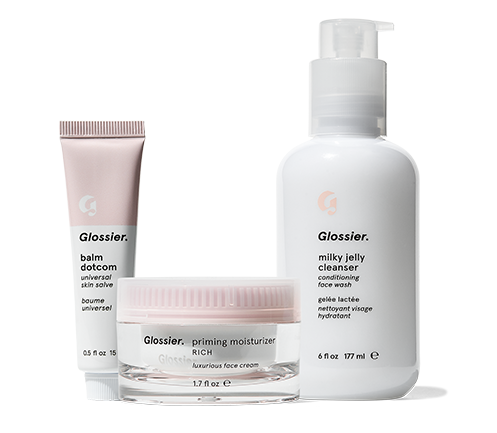 Glossier.
balm
dotcom
universal
skin salve
baume
universel
0.5 fl oz 15
Glossier. priming moisturizer
RICH
luxurious face cream
1.7 fl oz ℮
Glossier
Glossier.
milky jelly
cleanser
conditioning
face wash
gelée lactée
nettoyant visage
hydratant
6 fl oz 177 ml ℮